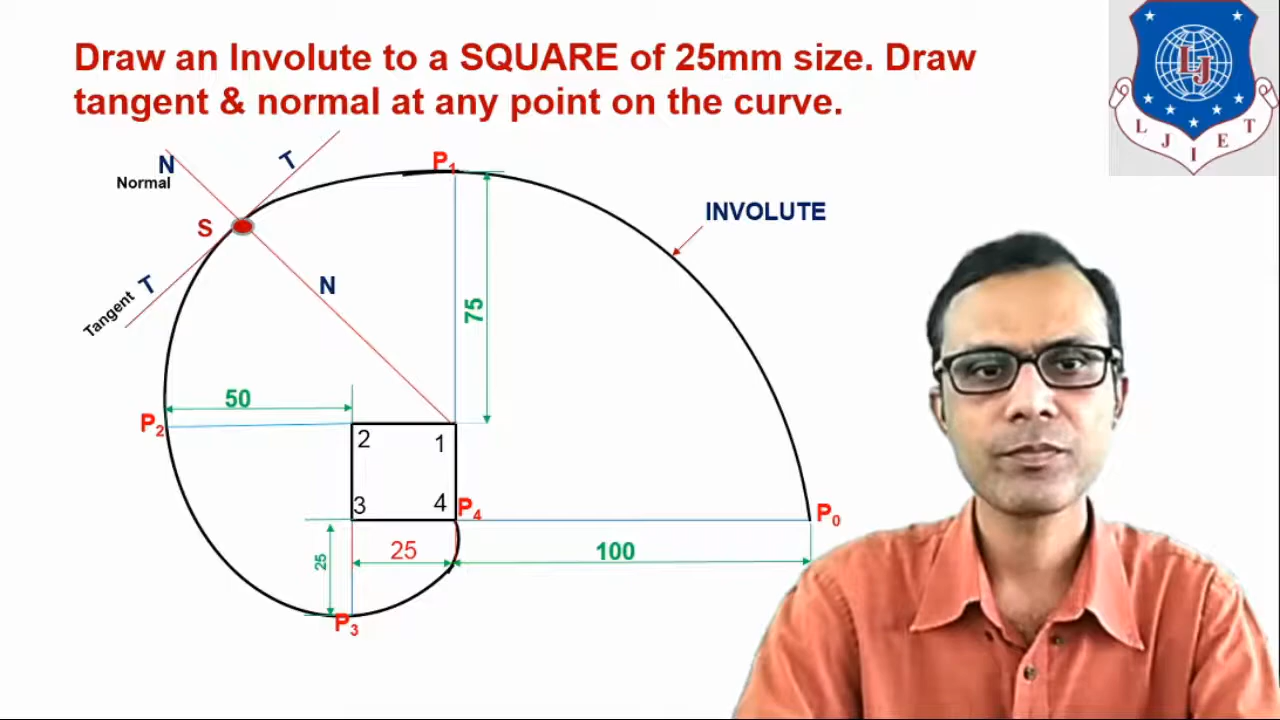 Draw an Involute to a SQUARE of 25mm size. Draw
tangent & normal at any point on the curve.
L J I E T
LJ
N
Normal
T
P1
S
INVOLUTE
T
N
Tangent
75
50
P2
2
1
3
4
P4
P0
25
25
100
P3